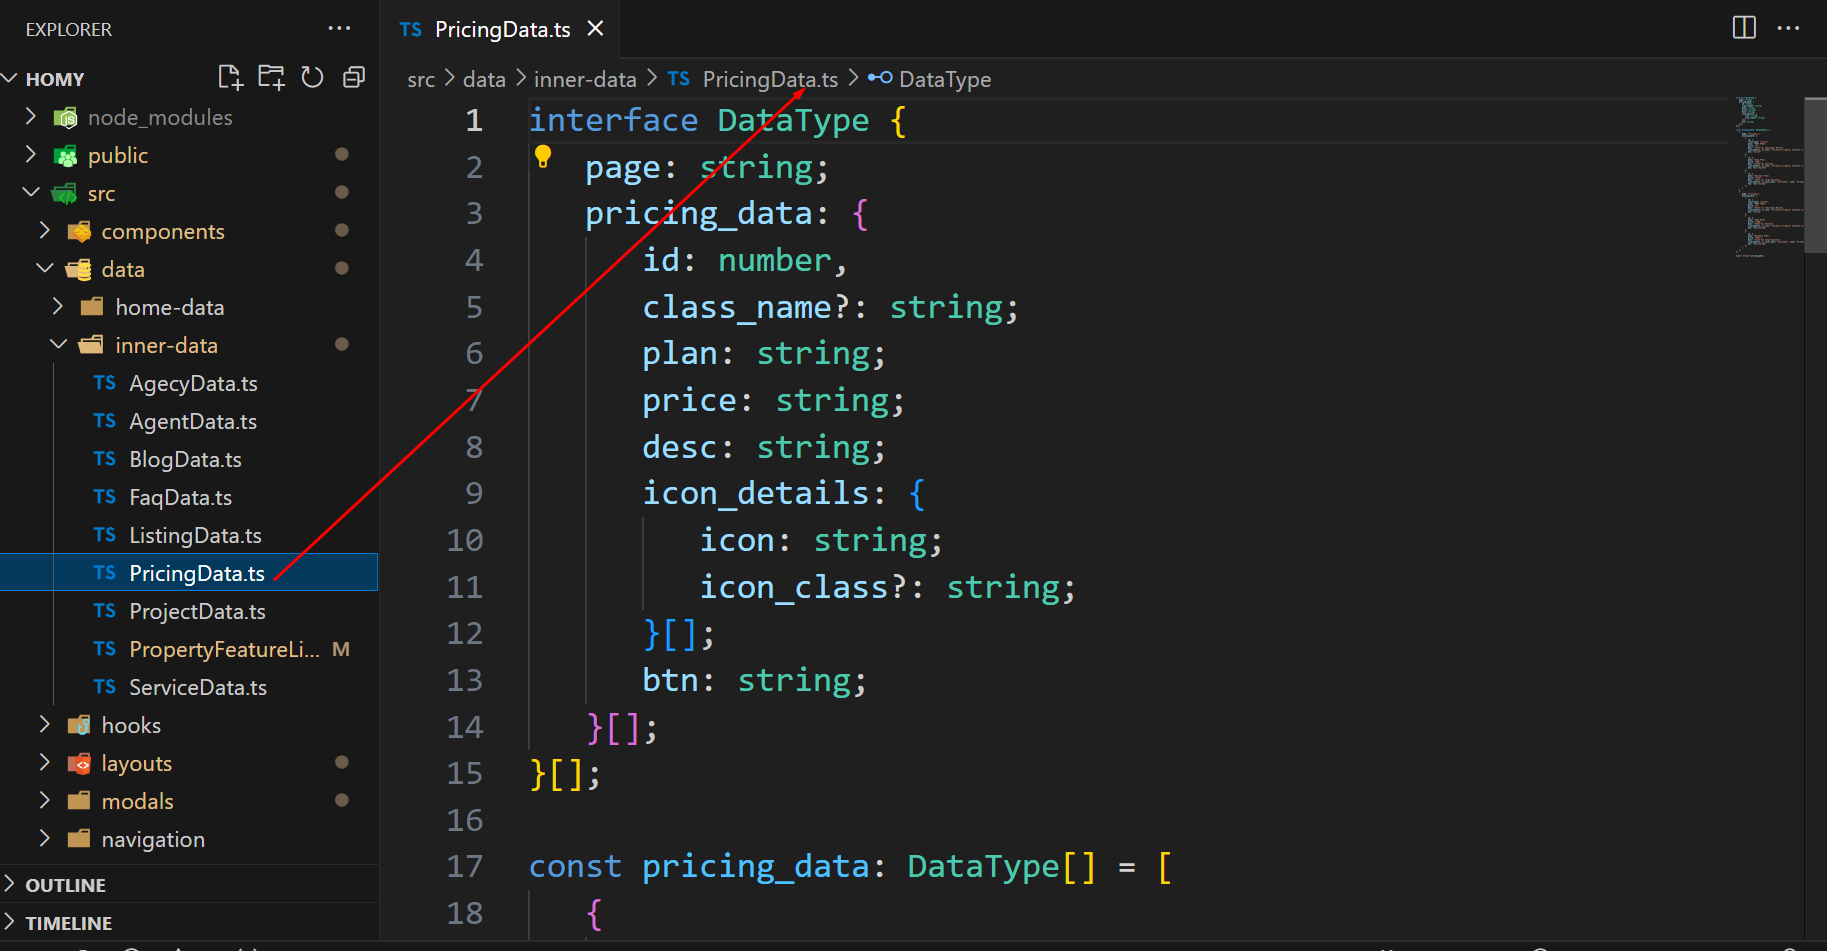 EXPLORER
HOMY
node_modules
public
src
components
data
home-data
inner-data
TS AgecyData.ts
TS AgentData.ts
TS BlogData.ts
TS FaqData.ts
TS ListingData.ts
TS PricingData.ts
TS ProjectData.ts
TS PropertyFeatureLi... M
TS ServiceData.ts
hooks
layouts
modals
navigation
OUTLINE
TIMELINE
TS PricingData.ts
src > data > inner-data > TS PricingData.ts > DataType
1 interface DataType {
2 page: string;
3 pricing_data: {
4 id: number,
5 class_name?: string;
6 plan: string;
7 price: string;
8 desc: string;
9 icon_details: {
10 icon: string;
11 icon_class?: string;
12 }[];
13 btn: string;
14 }[];
15 }[];
16
17 const pricing_data: DataType[] = [
18 {